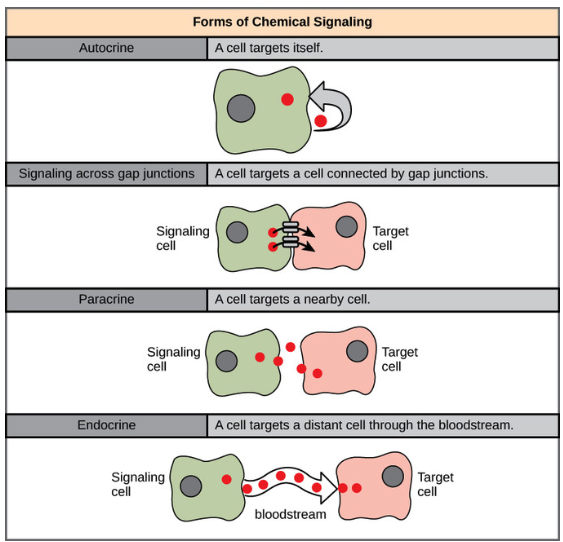 Forms of Chemical Signaling
Autocrine
A cell targets itself.
Signaling across gap junctions
A cell targets a cell connected by gap junctions.
Signaling
cell
Target
cell
Paracrine
A cell targets a nearby cell.
Signaling
cell
Target
cell
Endocrine
A cell targets a distant cell through the bloodstream.
Signaling
cell
Target
cell
bloodstream